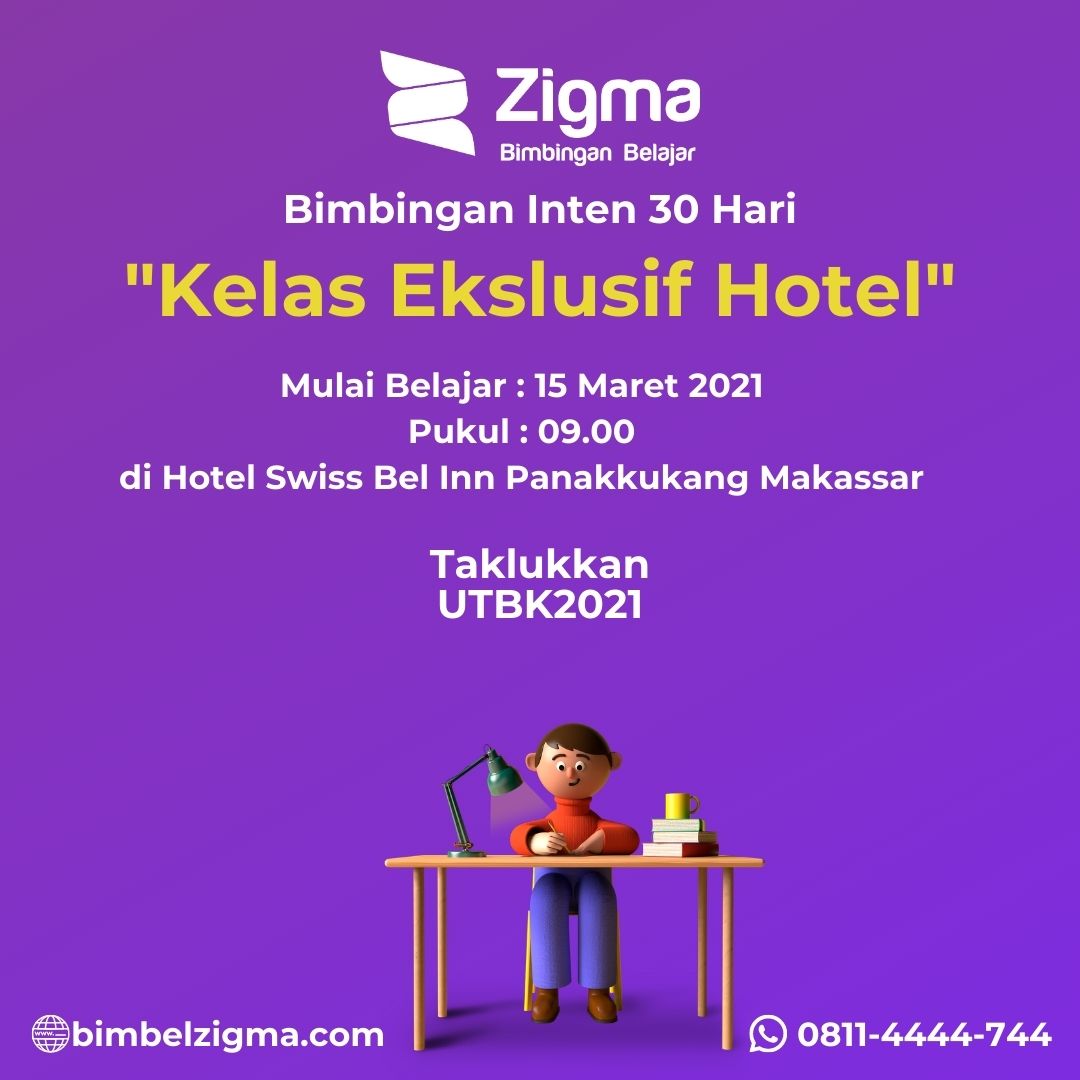 Zigma
Bimbingan Belajar
Bimbingan Inten 30 Hari
"Kelas Ekslusif Hotel"
Mulai Belajar : 15 Maret 2021
Pukul : 09.00
di Hotel Swiss Bel Inn Panakkukang Makassar
Taklukkan
UTBK2021
www.
bimbelzigma.com
0811-4444-744